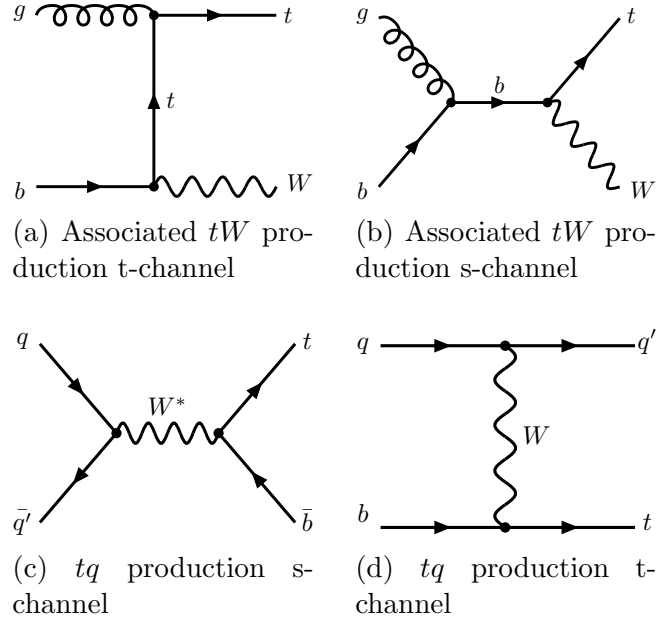 g t
t
b W
(a) Associated tW pro-
duction t-channel
g t
b
b W
(b) Associated tW pro-
duction s-channel
q t
W*
q̄′ b̄
(c) tq production s-
channel
q q′
W
b t
(d) tq production t-
channel